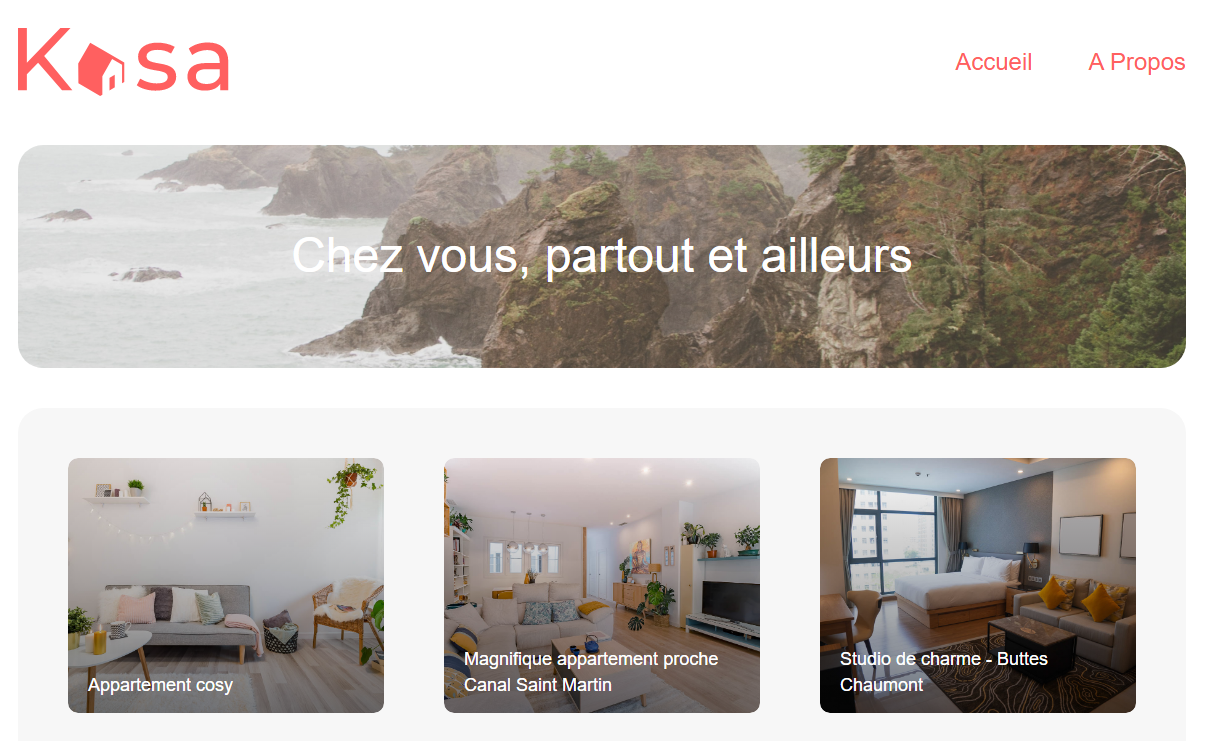 Kasa
Accueil
A Propos
Chez vous, partout et ailleurs
Appartement cosy
Magnifique appartement proche
Canal Saint Martin
Studio de charme - Buttes
Chaumont